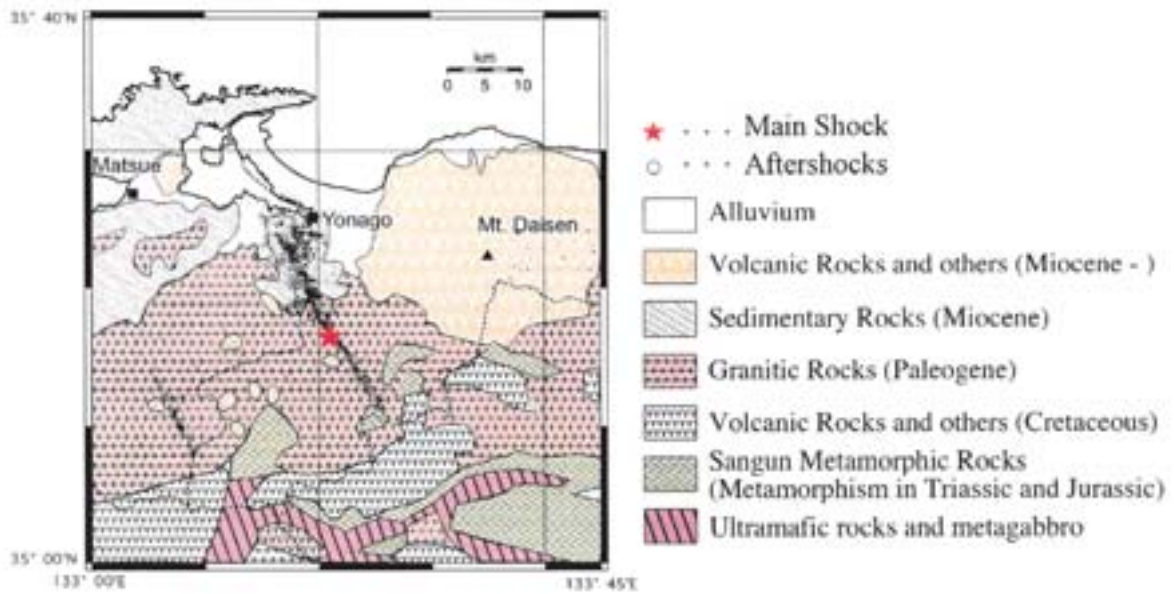 35° 40'N
km
0 5 10
Matsue
Yonago
Mt. Daisen
35° 00'N
133° 00'E
133° 45'E
Main Shock
Aftershocks
Alluvium
Volcanic Rocks and others (Miocene - )
Sedimentary Rocks (Miocene)
Granitic Rocks (Paleogene)
Volcanic Rocks and others (Cretaceous)
Sangun Metamorphic Rocks
(Metamorphism in Triassic and Jurassic)
Ultramafic rocks and metagabbro